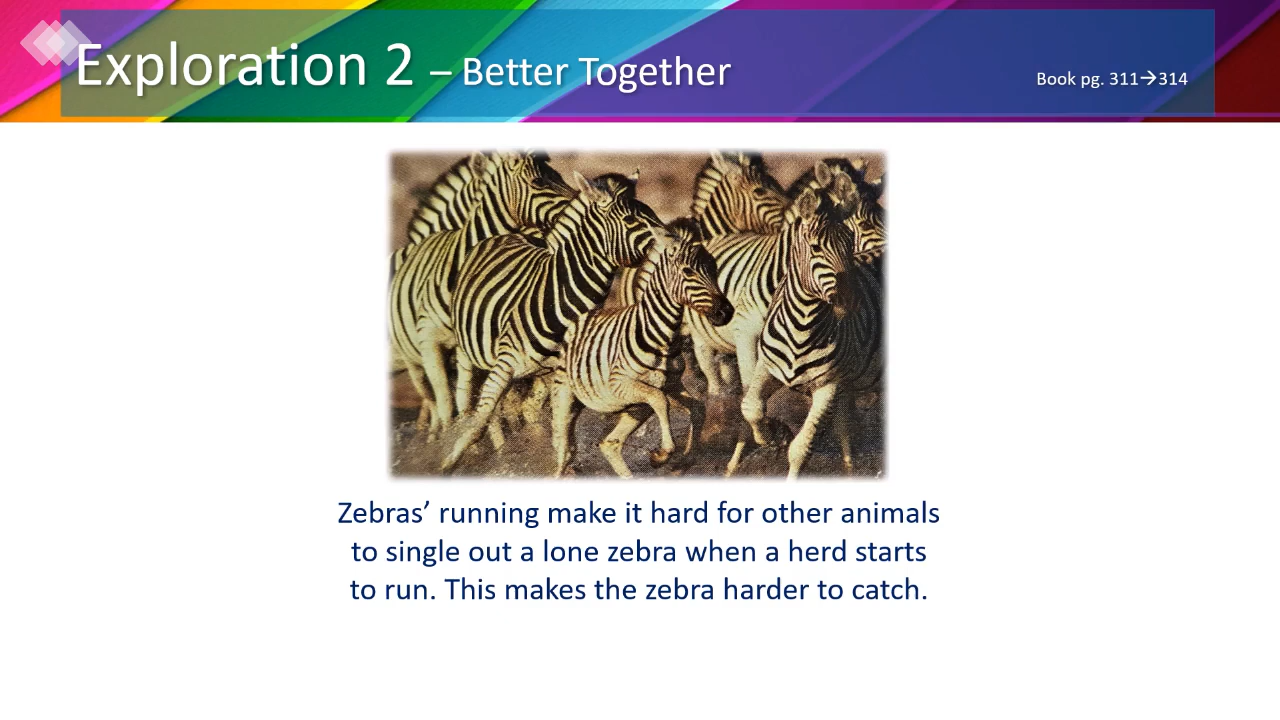 Exploration 2 – Better Together
Book pg. 311→314
Zebras’ running make it hard for other animals
to single out a lone zebra when a herd starts
to run. This makes the zebra harder to catch.